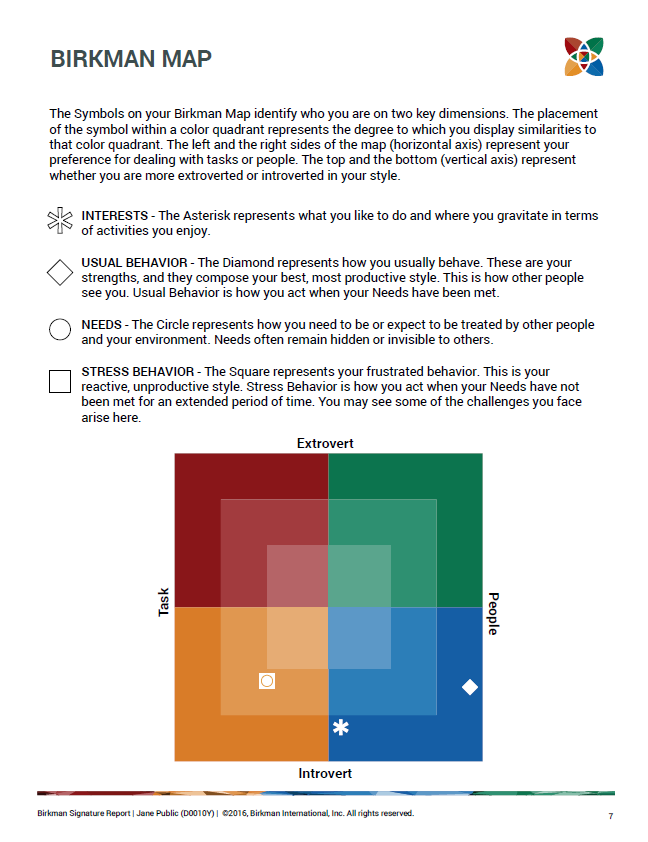 BIRKMAN MAP
The Symbols on your Birkman Map identify who you are on two key dimensions. The placement
of the symbol within a color quadrant represents the degree to which you display similarities to
that color quadrant. The left and the right sides of the map (horizontal axis) represent your
preference for dealing with tasks or people. The top and the bottom (vertical axis) represent
whether you are more extroverted or introverted in your style.
INTERESTS - The Asterisk represents what you like to do and where you gravitate in terms
of activities you enjoy.
USUAL BEHAVIOR - The Diamond represents how you usually behave. These are your
strengths, and they compose your best, most productive style. This is how other people
see you. Usual Behavior is how you act when your Needs have been met.
NEEDS - The Circle represents how you need to be or expect to be treated by other people
and your environment. Needs often remain hidden or invisible to others.
STRESS BEHAVIOR - The Square represents your frustrated behavior. This is your
reactive, unproductive style. Stress Behavior is how you act when your Needs have not
been met for an extended period of time. You may see some of the challenges you face
arise here.
Extrovert
Task
People
Introvert
Birkman Signature Report | Jane Public (D0010Y) | ©2016, Birkman International, Inc. All rights reserved.
7